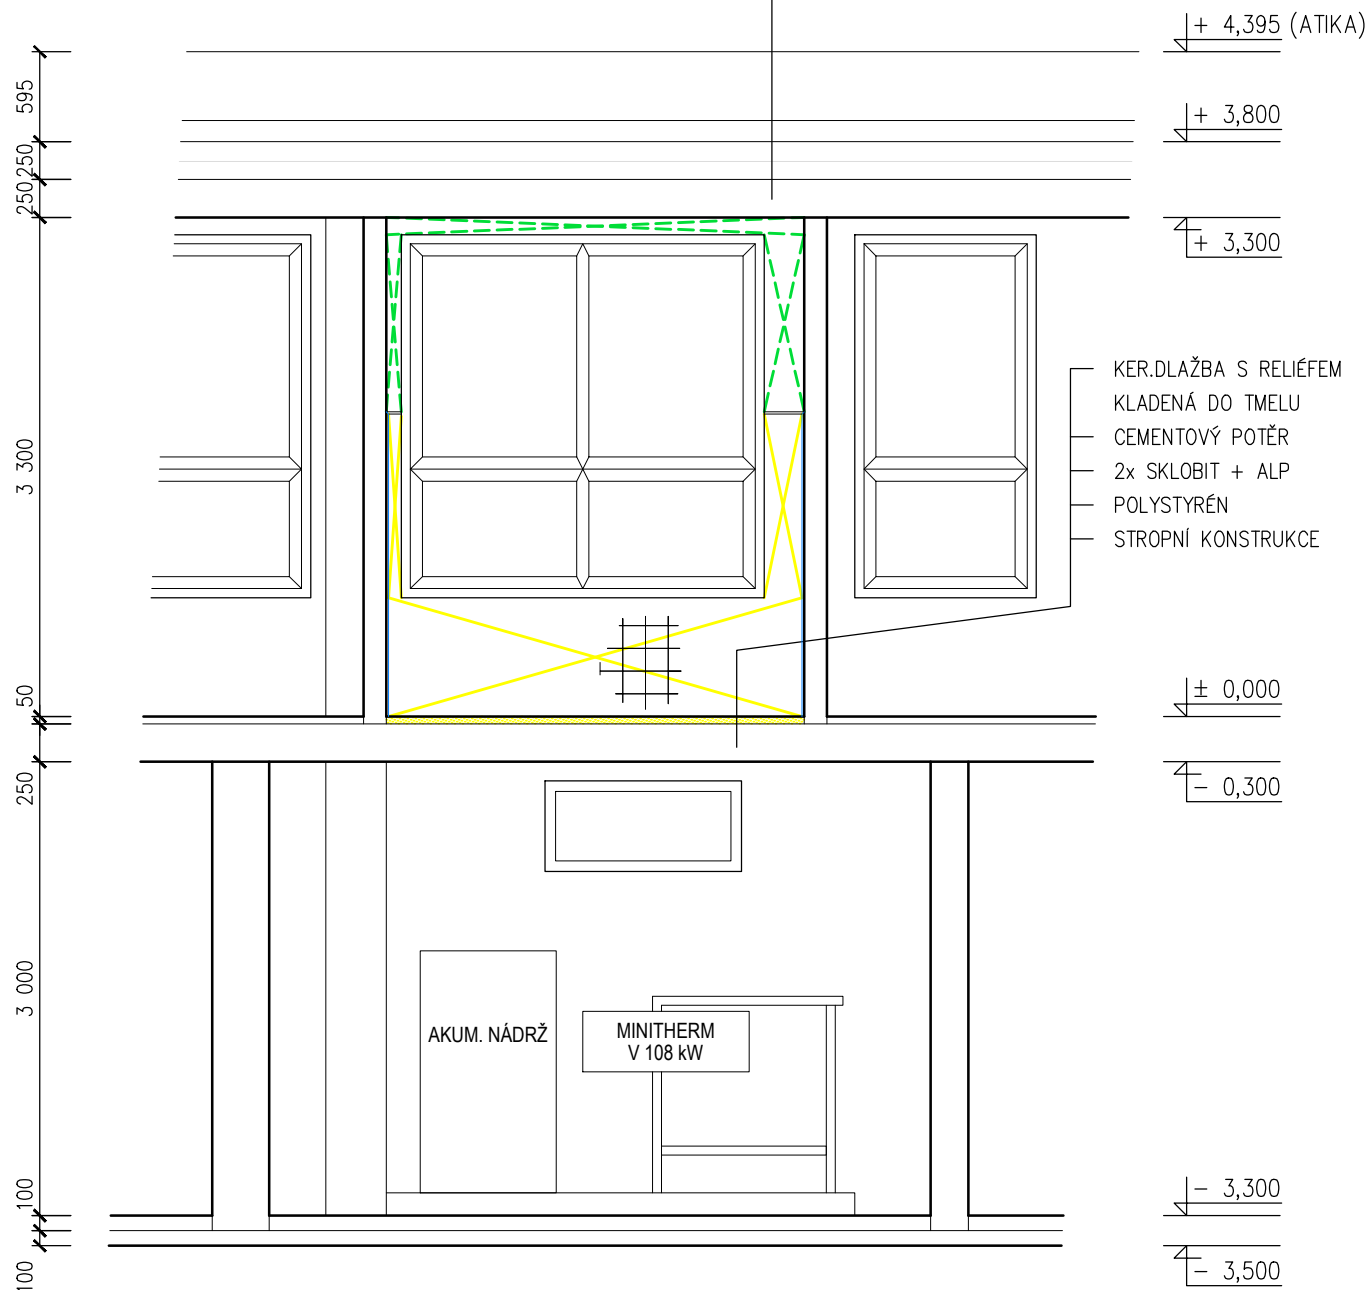 + 4,395 (ATIKA)
595
+ 3,800
250
250
+ 3,300
KER.DLAŽBA S RELIÉFEM
KLADENÁ DO TMELU
CEMENTOVÝ POTĚR
2x SKLOBIT + ALP
POLYSTYRÉN
STROPNÍ KONSTRUKCE
3 300
± 0,000
50
250
- 0,300
3 000
AKUM. NÁDRŽ
MINITHERM
V 108 kW
100
- 3,300
100
- 3,500